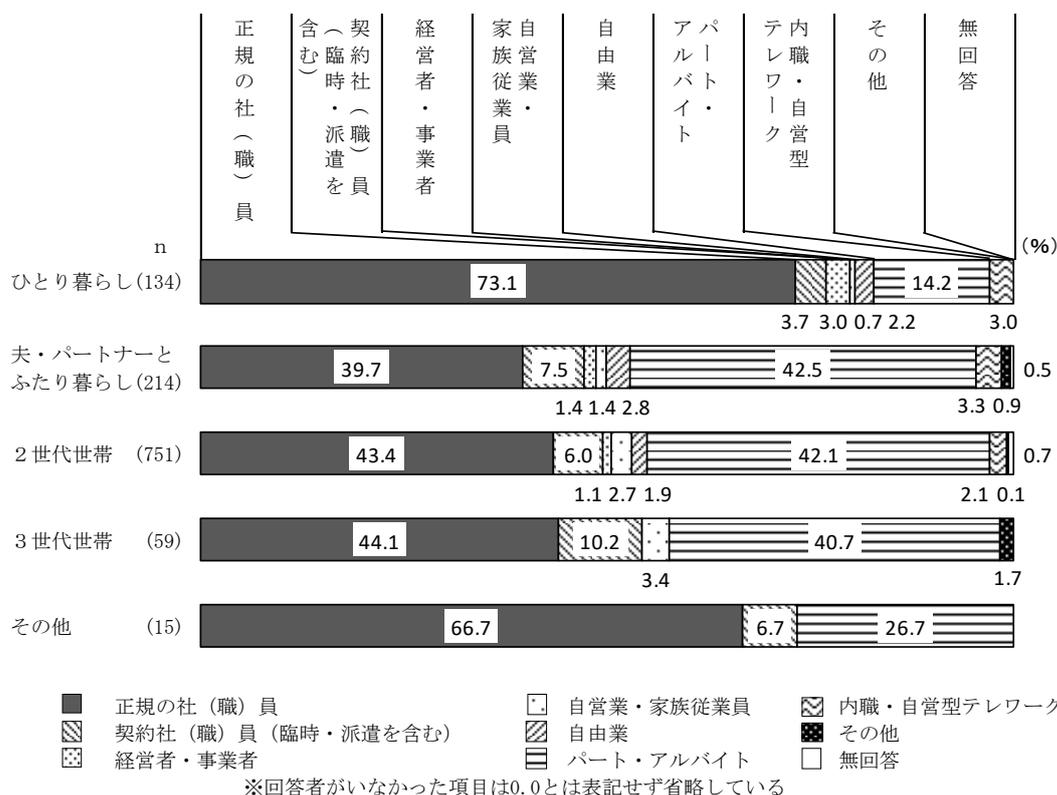 正規の社（職）員
契約社（職）員
（臨時・派遣を
含む）
経営者・事業者
自営業・
家族従業員
自由業
パート・
アルバイト
内職・自営型
テレワーク
その他
無回答
n
(%)
ひとり暮らし(134)
73.1
14.2
3.7 3.0 0.7 2.2 3.0
夫・パートナーと
ふたり暮らし(214)
39.7 7.5 42.5 0.5
1.4 1.4 2.8 3.3 0.9
２世代世帯 (751)
43.4 6.0 42.1 0.7
1.1 2.7 1.9 2.1 0.1
３世代世帯 (59)
44.1 10.2 40.7
3.4 1.7
その他 (15)
66.7 6.7 26.7
正規の社（職）員 自営業・家族従業員 内職・自営型テレワーク
契約社（職）員（臨時・派遣を含む） 自由業 その他
経営者・事業者 パート・アルバイト 無回答
※回答者がいなかった項目は0.0とは表記せず省略している